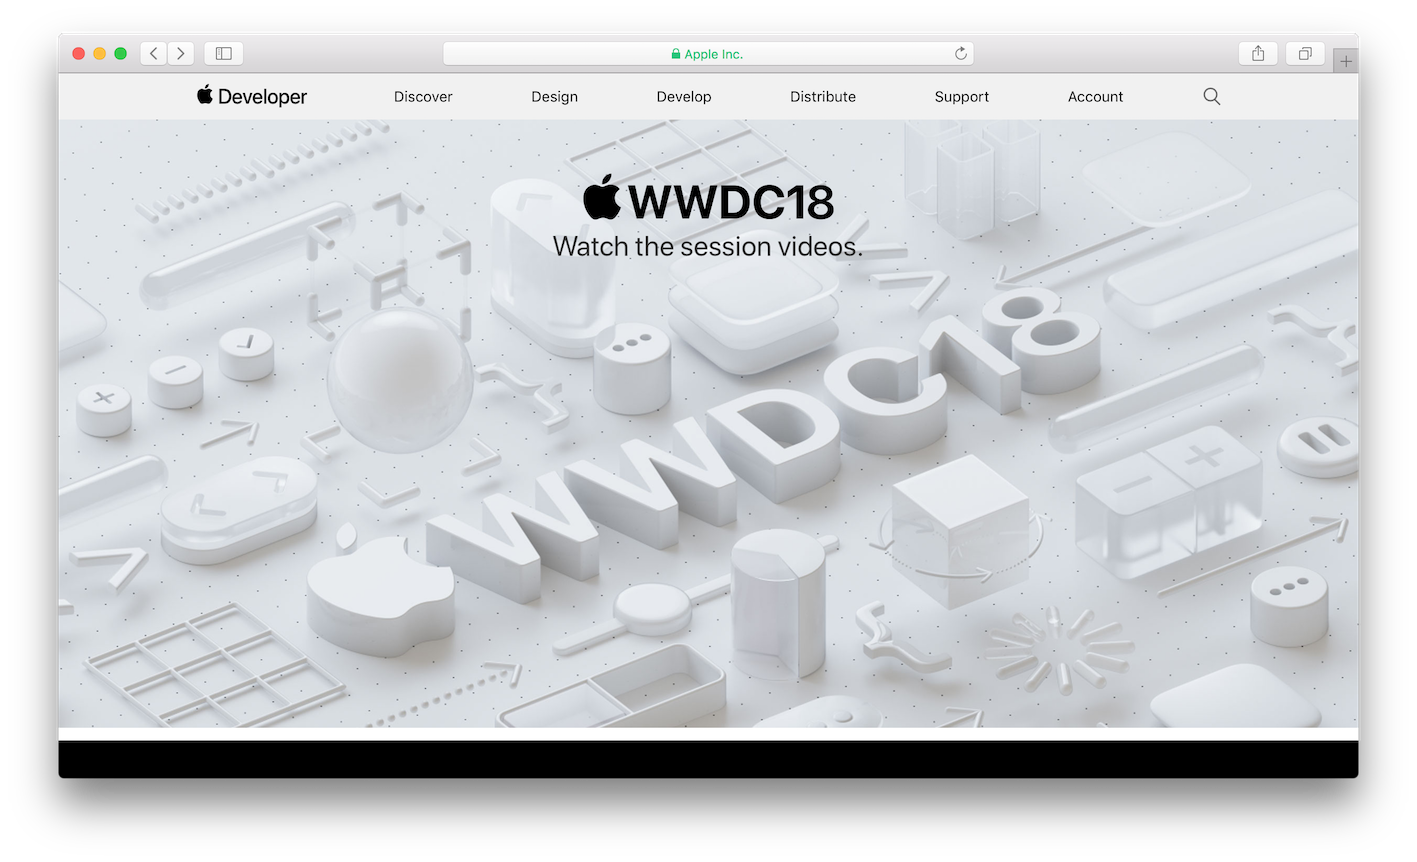 Apple Inc.
Developer
Discover
Design
Develop
Distribute
Support
Account
WWDC18
Watch the session videos.
WWDC18